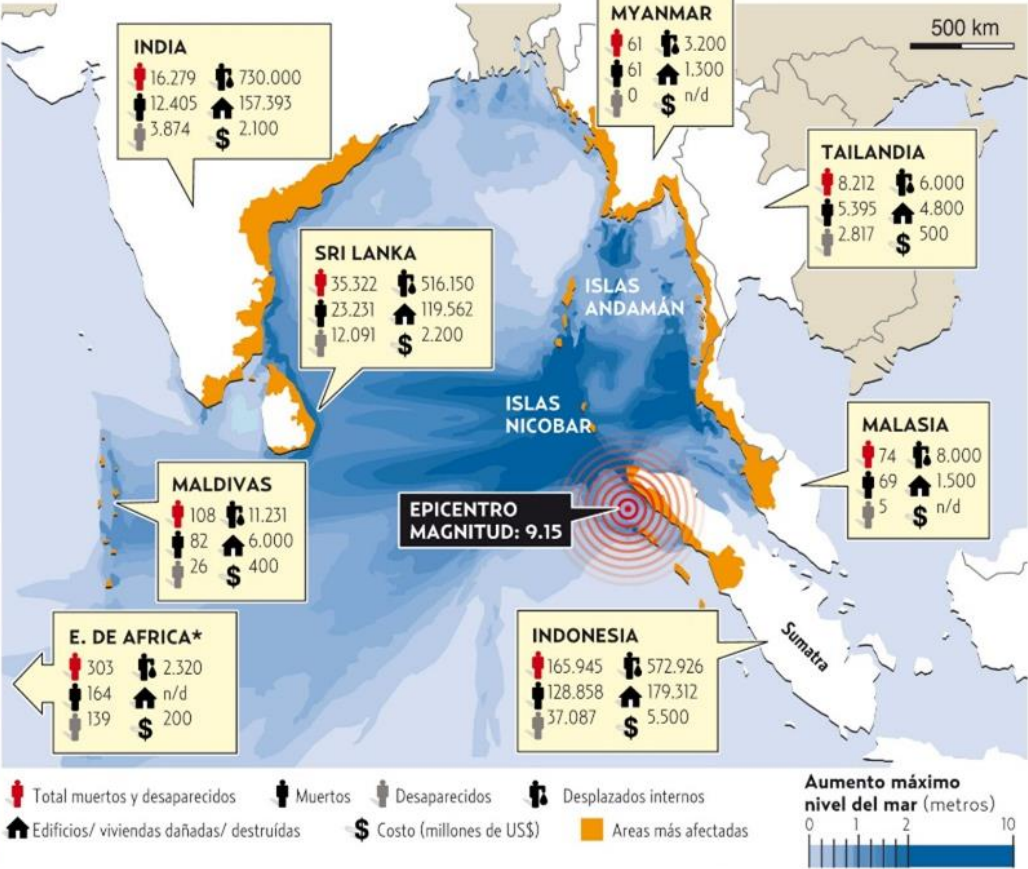 MYANMAR
61 3.200
61 1.300
0 n/d
500 km
INDIA
16.279 730.000
12.405 157.393
3.874 $ 2.100
TAILANDIA
8.212 6.000
5.395 4.800
2.817 $ 500
SRI LANKA
35.322 516.150
23.231 119.562
12.091 $ 2.200
ISLAS
ANDAMÁN
ISLAS
NICOBAR
MALASIA
74 8.000
69 1.500
5 $ n/d
MALDIVAS
108 11.231
82 6.000
26 $ 400
EPICENTRO
MAGNITUD: 9.15
E. DE AFRICA*
303 2.320
164 n/d
139 $ 200
INDONESIA
165.945 572.926
128.858 179.312
37.087 $ 5.500
Sumatra
Total muertos y desaparecidos Muertos Desaparecidos Desplazados internos
Edificios/ viviendas dañadas/ destruídas $ Costo (millones de US$) Areas más afectadas
Aumento máximo
nivel del mar (metros)
0 1 2 10